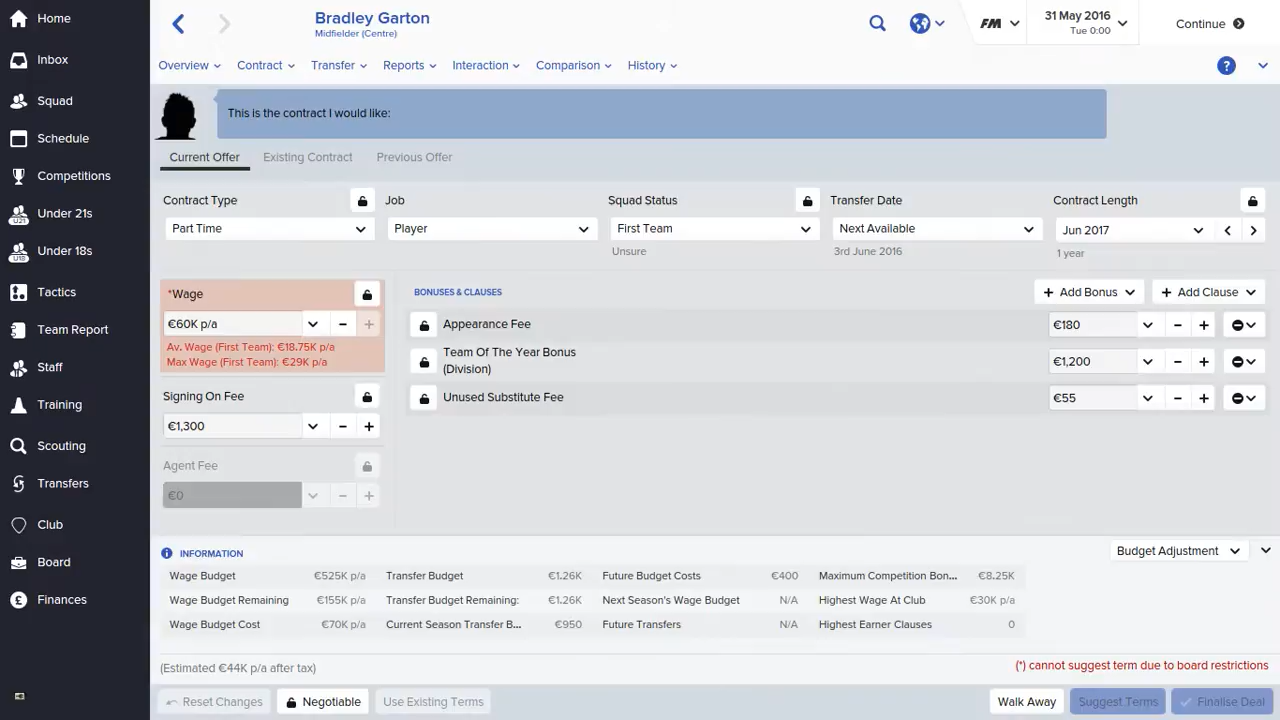 Home
Inbox
Squad
Schedule
Competitions
U21
Under 21s
U18
Under 18s
Tactics
Team Report
Staff
Training
Scouting
Transfers
Club
Board
Finances
Bradley Garton
Midfielder (Centre)
FM
31 May 2016
Tue 0:00
Continue
Overview
Contract
Transfer
Reports
Interaction
Comparison
History
?
This is the contract I would like:
Current Offer
Existing Contract
Previous Offer
Contract Type
Part Time
Job
Player
Squad Status
First Team
Unsure
Transfer Date
Next Available
3rd June 2016
Contract Length
Jun 2017
1 year
*Wage
€60K p/a
Av. Wage (First Team): €18.75K p/a
Max Wage (First Team): €29K p/a
Signing On Fee
€1,300
Agent Fee
€0
BONUSES & CLAUSES
+ Add Bonus
+ Add Clause
Appearance Fee
€180
Team Of The Year Bonus
(Division)
€1,200
Unused Substitute Fee
€55
INFORMATION
Budget Adjustment
Wage Budget €525K p/a
Transfer Budget €1.26K
Future Budget Costs €400
Maximum Competition Bon... €8.25K
Wage Budget Remaining €155K p/a
Transfer Budget Remaining: €1.26K
Next Season's Wage Budget N/A
Highest Wage At Club €30K p/a
Wage Budget Cost €70K p/a
Current Season Transfer B... €950
Future Transfers N/A
Highest Earner Clauses 0
(Estimated €44K p/a after tax)
(*) cannot suggest term due to board restrictions
Reset Changes
Negotiable
Use Existing Terms
Walk Away
Suggest Terms
Finalise Deal